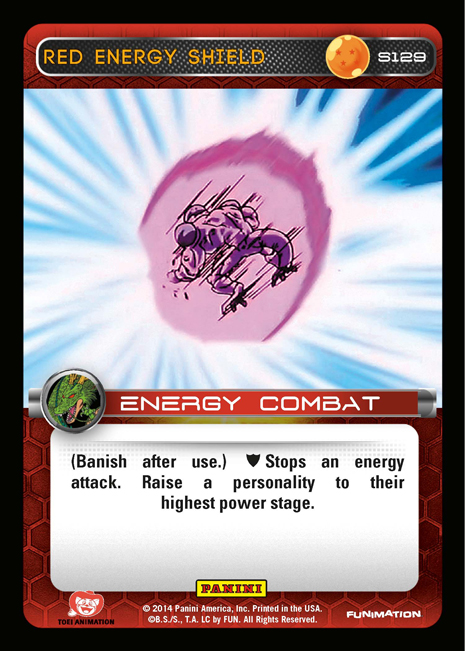 RED ENERGY SHIELD
S129
ENERGY COMBAT
(Banish after use.) Stops an energy
attack. Raise a personality to their
highest power stage.
PANINI
TOEI ANIMATION
© 2014 Panini America, Inc. Printed in the USA.
©B.S./S., T.A. LC by FUN. All Rights Reserved.
FUNIMATION